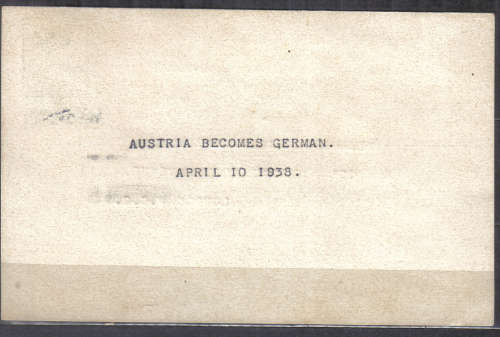 AUSTRIA BECOMES GERMAN.
APRIL 10 1938.